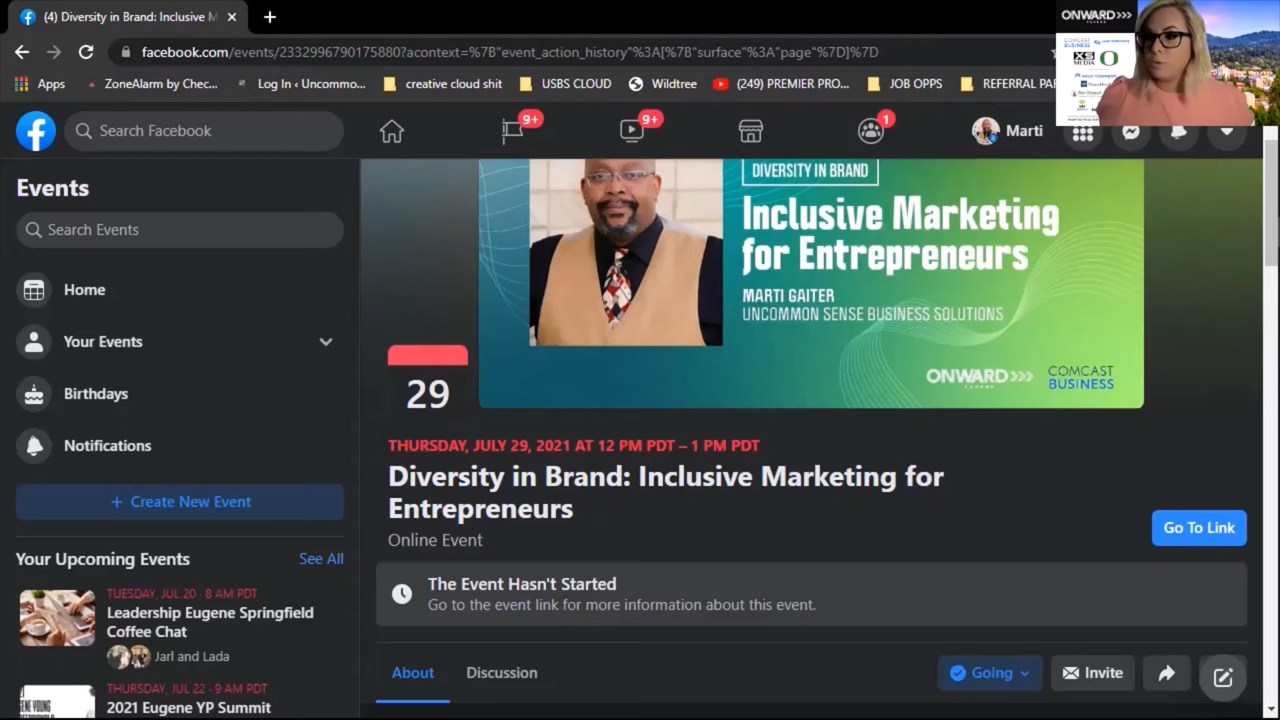 (4) Diversity in Brand: Inclusive M
facebook.com/events/233299679017
ntext=%7B"event_action_history"%3A[%7B"surface"%3A"page"%7D]%7D
Apps
ZoneAlarm by Chec...
Log In ‹ Uncommo...
USBS CLOUD
Wildtree
(249) PREMIER PRO...
JOB OPPS
REFERRAL PAR
ONWARD
COMCAST
BUSINESS
XS
MEDIA
O
Search Facebook
9+
9+
1
Marti
Events
Search Events
Home
Your Events
Birthdays
Notifications
+ Create New Event
Your Upcoming Events
See All
TUESDAY, JUL 20 · 8 AM PDT
Leadership Eugene Springfield
Coffee Chat
Jarl and Lada
THURSDAY, JUL 22 · 9 AM PDT
2021 Eugene YP Summit
DIVERSITY IN BRAND
Inclusive Marketing
for Entrepreneurs
MARTI GAITER
UNCOMMON SENSE BUSINESS SOLUTIONS
ONWARD
EUGENE
COMCAST
BUSINESS
29
THURSDAY, JULY 29, 2021 AT 12 PM PDT – 1 PM PDT
Diversity in Brand: Inclusive Marketing for
Entrepreneurs
Online Event
Go To Link
The Event Hasn't Started
Go to the event link for more information about this event.
About
Discussion
Going
Invite